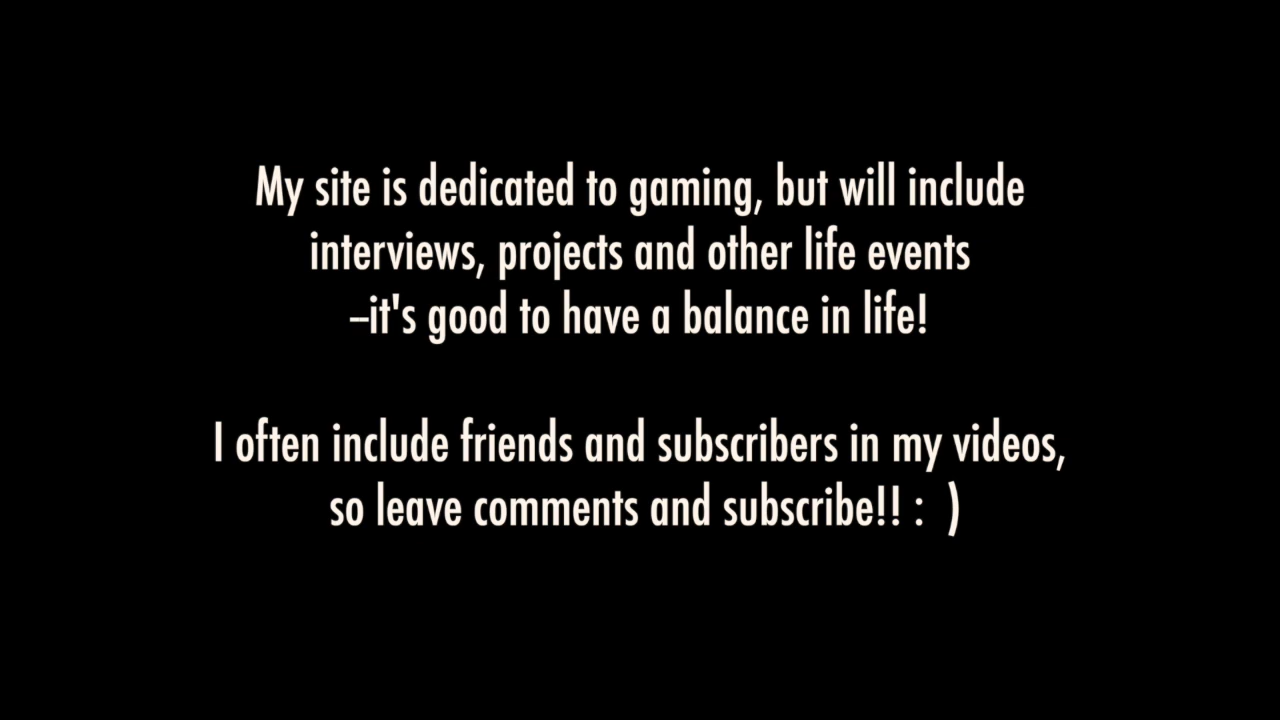 My site is dedicated to gaming, but will include
interviews, projects and other life events
–it's good to have a balance in life!
I often include friends and subscribers in my videos,
so leave comments and subscribe!! :  )